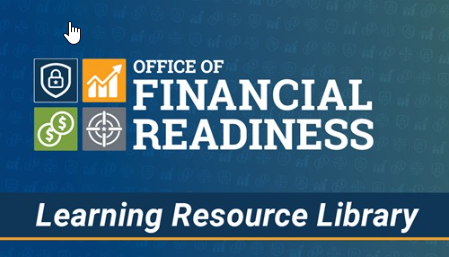 OFFICE OF
FINANCIAL
READINESS
Learning Resource Library